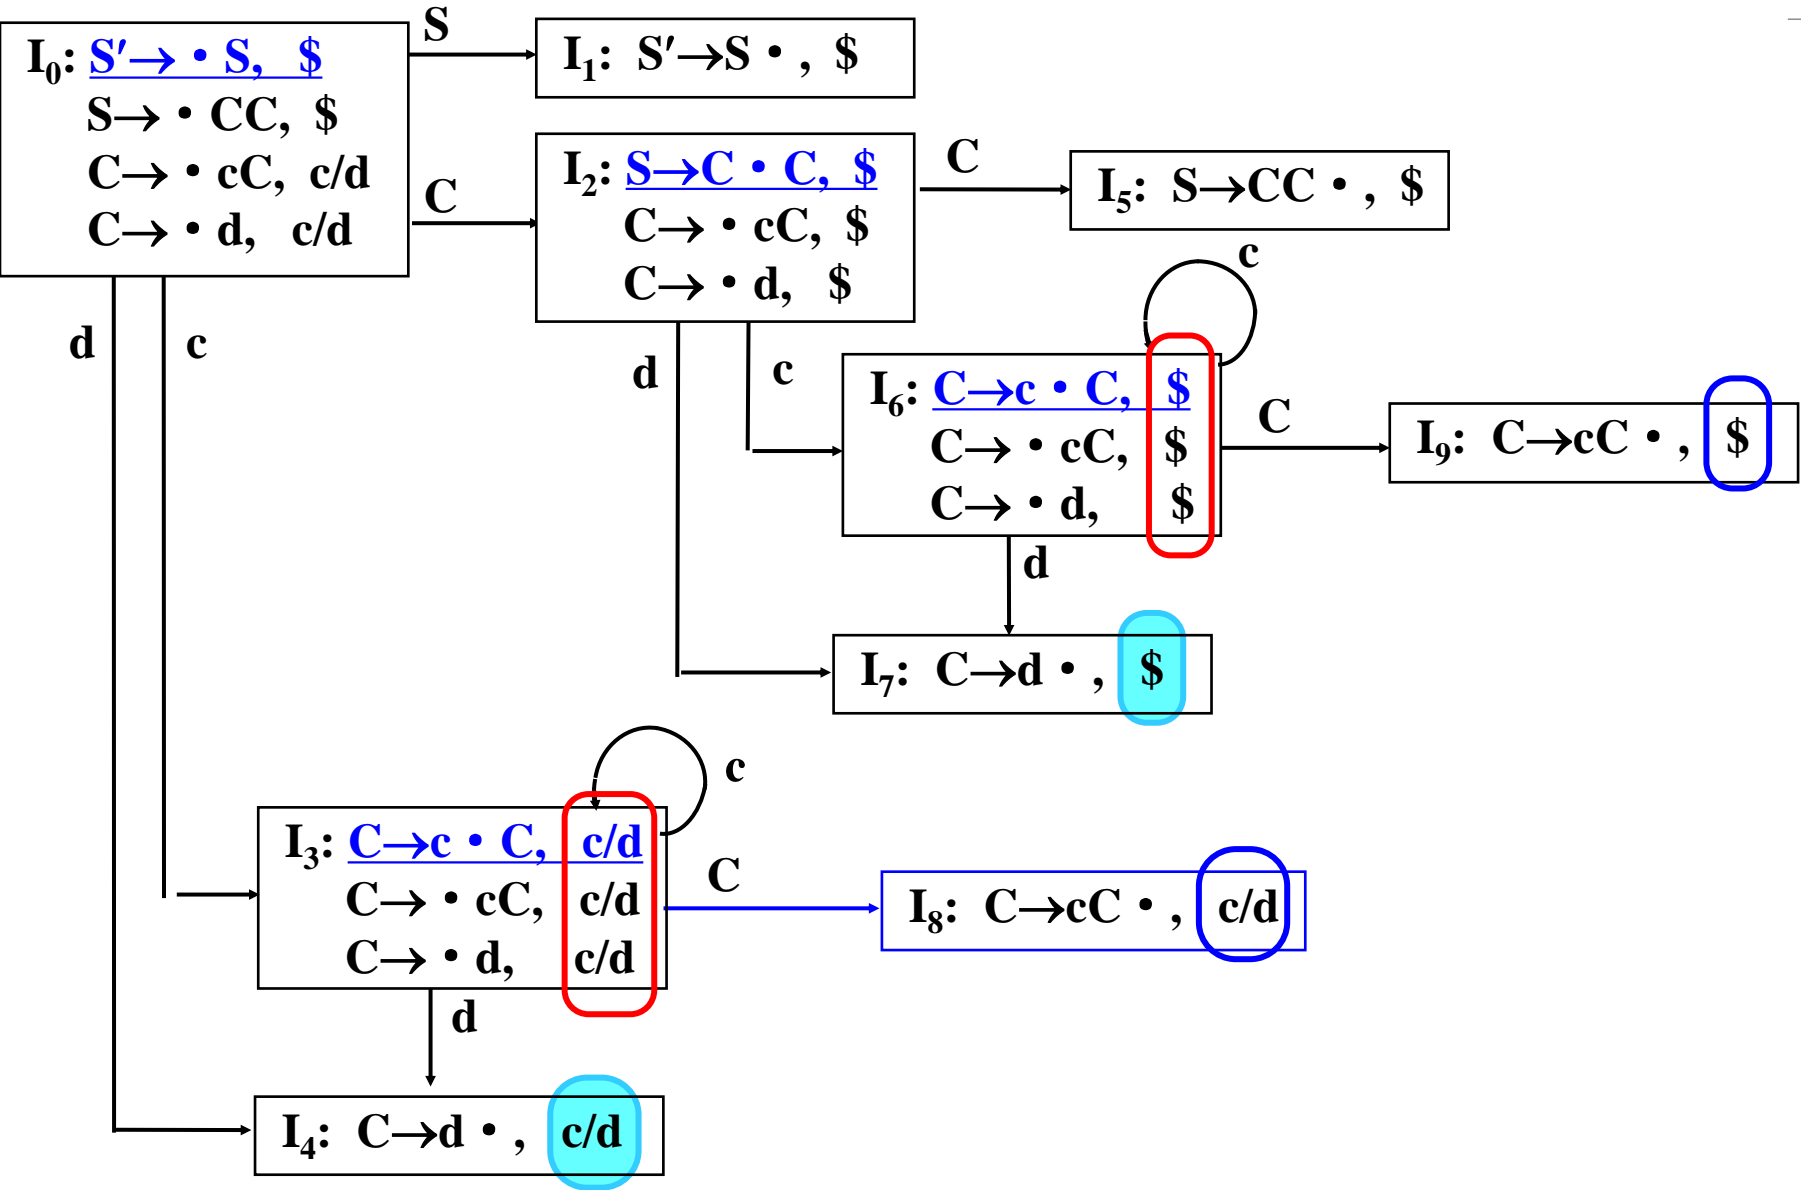 I₀: S′→ · S, $
S→ · CC, $
C→ · cC, c/d
C→ · d, c/d
S
I₁: S′→S · , $
C
I₂: S→C · C, $
C→ · cC, $
C→ · d, $
C
I₅: S→CC · , $
d
c
d
c
c
I₆: C→c · C, $
C→ · cC, $
C→ · d, $
C
I₉: C→cC · , $
d
I₇: C→d · , $
c
I₃: C→c · C, c/d
C→ · cC, c/d
C→ · d, c/d
C
I₈: C→cC · , c/d
d
I₄: C→d · , c/d